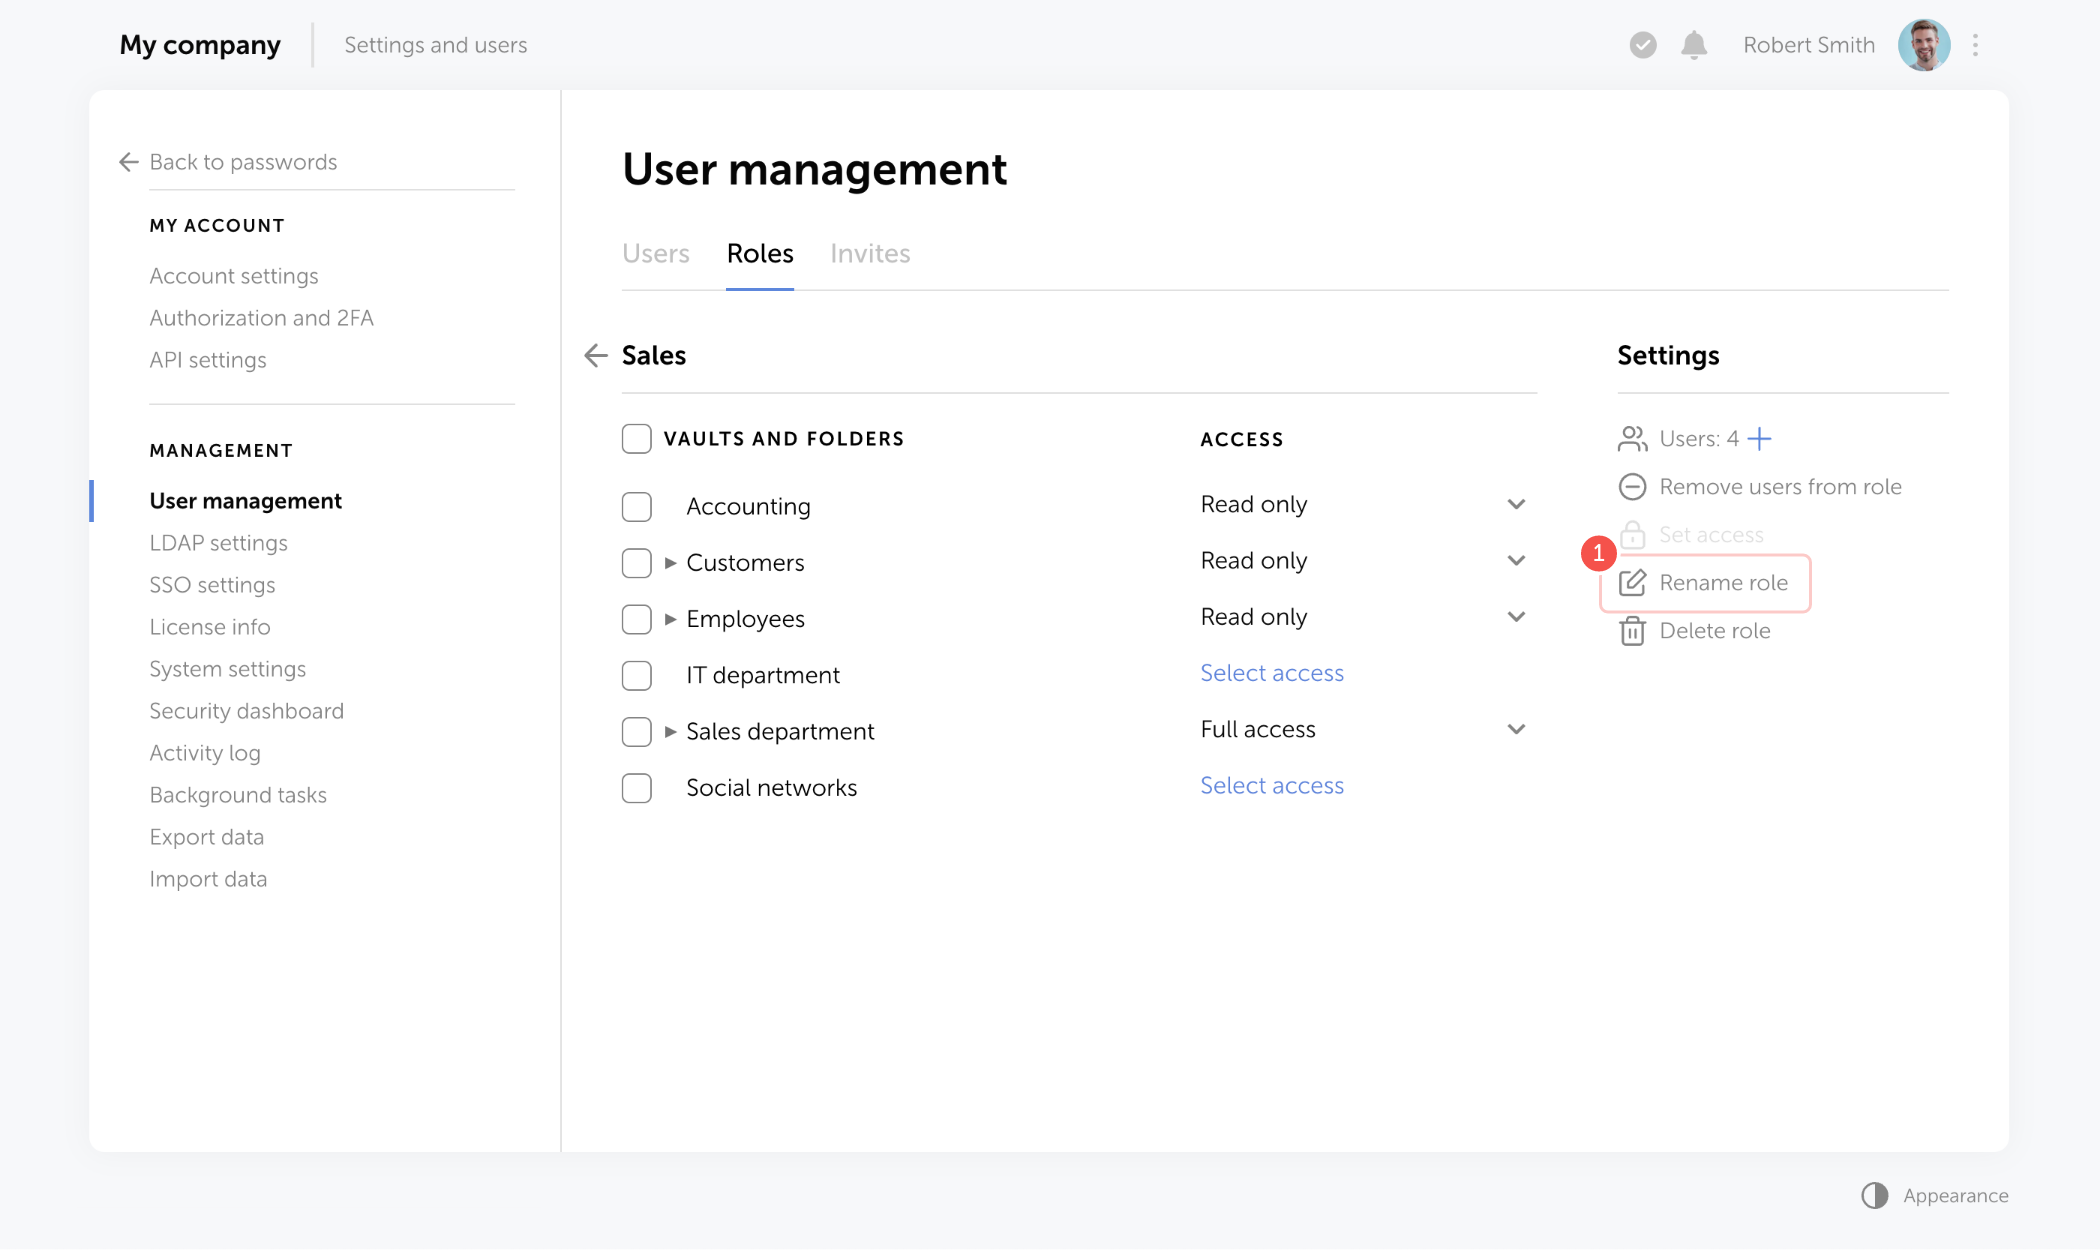 My company
Settings and users
Robert Smith
Back to passwords
MY ACCOUNT
Account settings
Authorization and 2FA
API settings
MANAGEMENT
User management
LDAP settings
SSO settings
License info
System settings
Security dashboard
Activity log
Background tasks
Export data
Import data
User management
Users Roles Invites
Sales
VAULTS AND FOLDERS ACCESS
Accounting Read only
Customers Read only
Employees Read only
IT department Select access
Sales department Full access
Social networks Select access
Settings
Users: 4
Remove users from role
Set access
1
Rename role
Delete role
Appearance